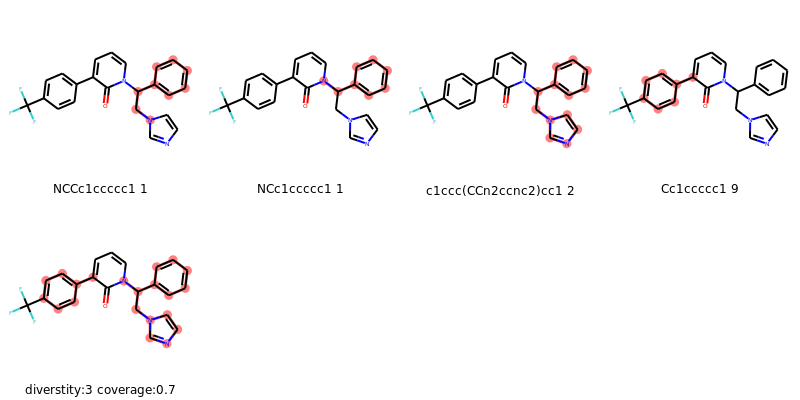 NCCc1ccccc1 1
NCc1ccccc1 1
c1ccc(CCn2ccnc2)cc1 2
Cc1ccccc1 9
diverstity:3 coverage:0.7